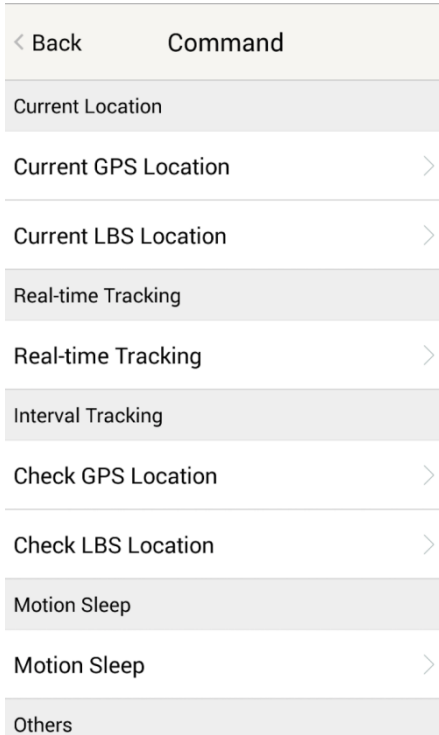 Back Command
Current Location
Current GPS Location
Current LBS Location
Real-time Tracking
Real-time Tracking
Interval Tracking
Check GPS Location
Check LBS Location
Motion Sleep
Motion Sleep
Others